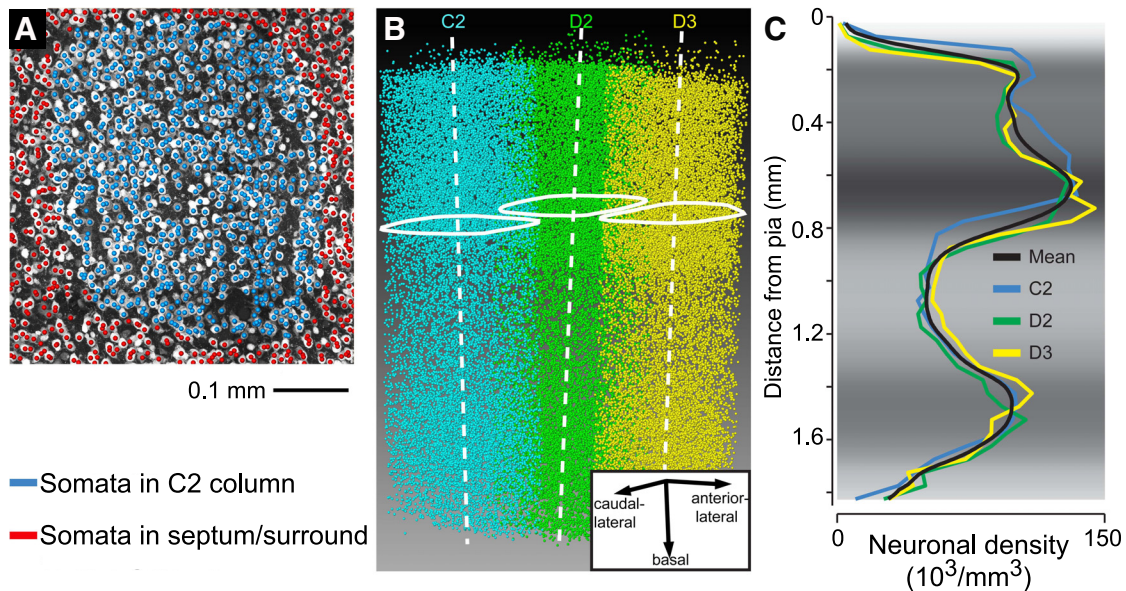 A
0.1 mm
Somata in C2 column
Somata in septum/surround
B
C2
D2
D3
caudal-
lateral
anterior-
lateral
basal
C
0
0.4
0.8
1.2
1.6
Distance from pia (mm)
Mean
C2
D2
D3
0
150
Neuronal density
(10³/mm³)